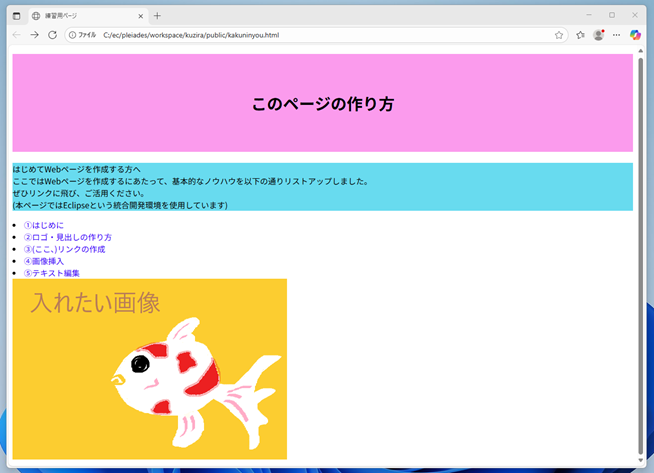 練習用ページ
ファイル C:/ec/pleiades/workspace/kuzira/public/kakuninyou.html
このページの作り方
はじめてWebページを作成する方へ
ここではWebページを作成するにあたって、基本的なノウハウを以下の通りリストアップしました。
ぜひリンクに飛び、ご活用ください。
(本ページではEclipseという統合開発環境を使用しています)
①はじめに
②ロゴ・見出しの作り方
③(ここ､)リンクの作成
④画像挿入
⑤テキスト編集
入れたい画像